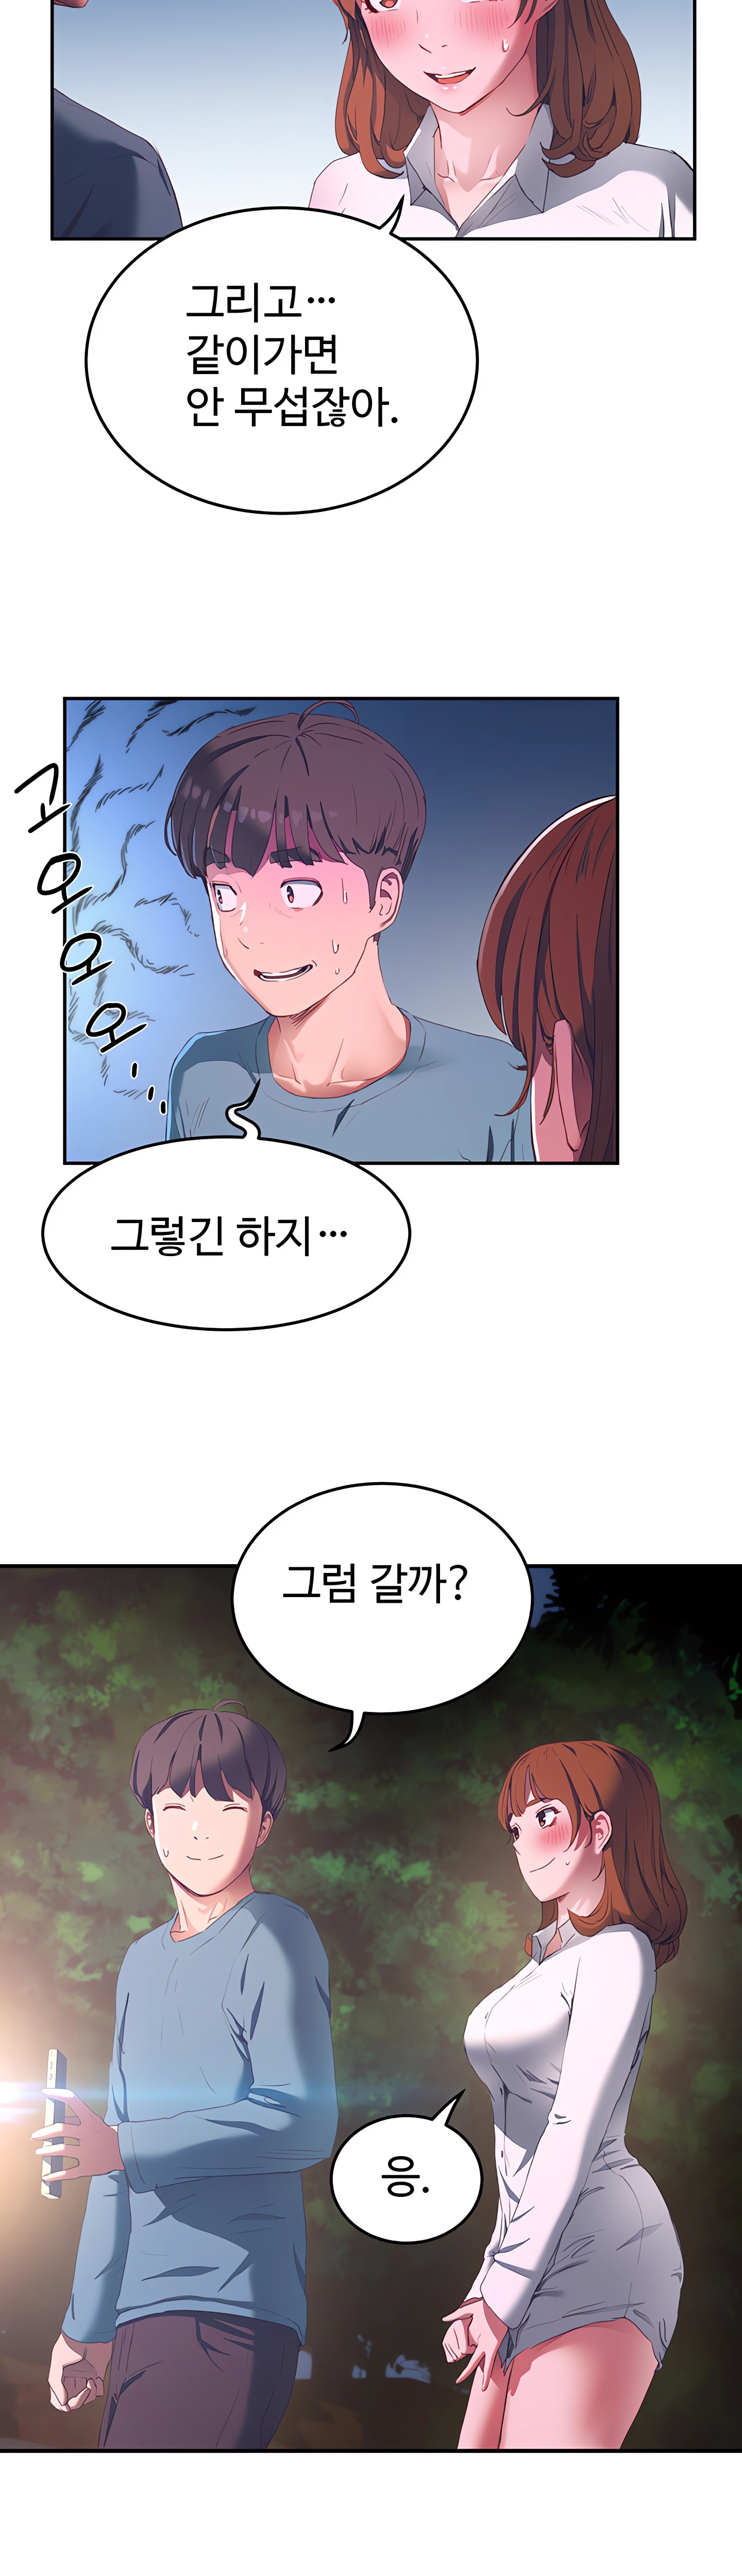 그리고…
같이가면
안 무섭잖아.
고오오오...
그렇긴 하지…
그럼 갈까?
응.